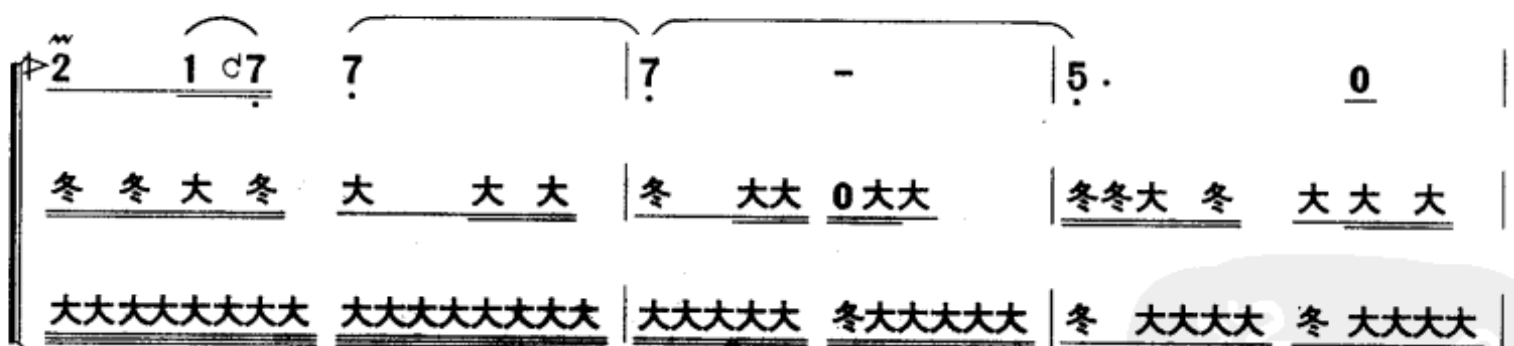 2 1 7 7 | 7 - | 5 . 0 |
冬 冬 大 冬 大 大 大 | 冬 大大 0大大 | 冬冬大 冬 大 大 大 |
大大大大大大大大 大大大大大大大大 | 大大大大大 冬大大大大大 | 冬 大大大大 冬 大大大大 |